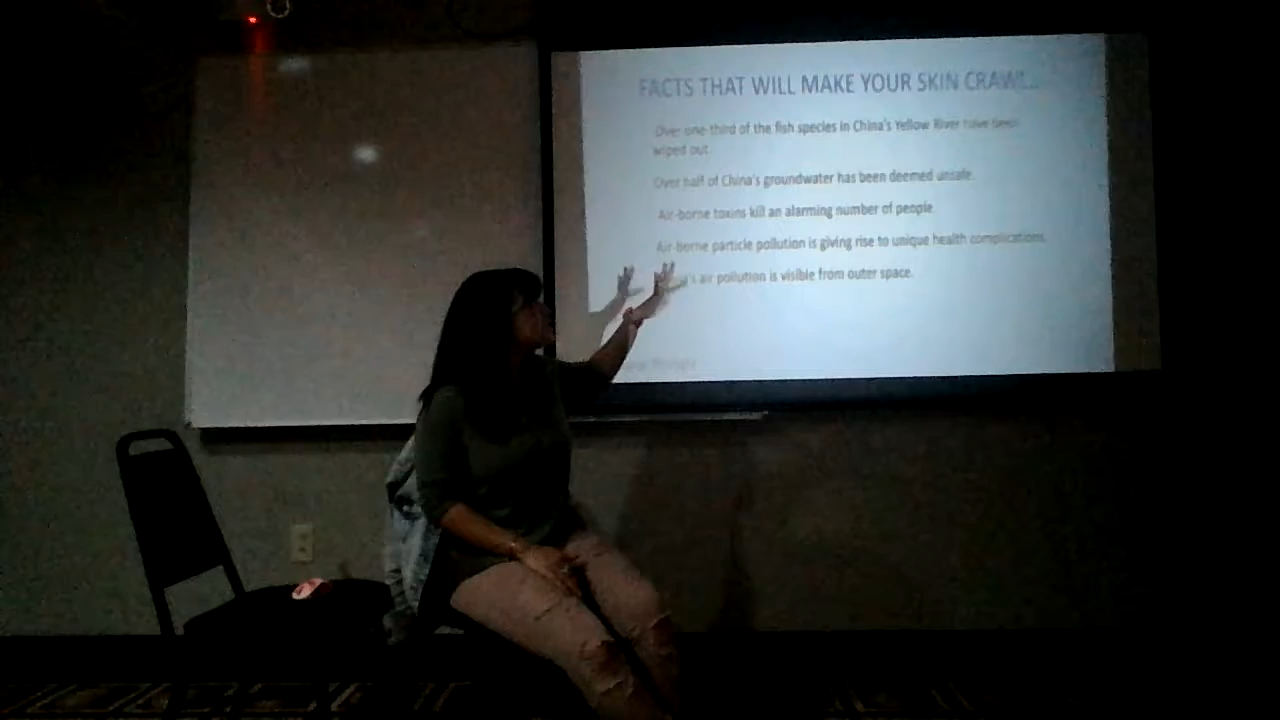 FACTS THAT WILL MAKE YOUR SKIN CRAWL...
Over one-third of the fish species in China's Yellow River have been
wiped out.
Over half of China's groundwater has been deemed unsafe.
Air-borne toxins kill an alarming number of people.
Air-borne particle pollution is giving rise to unique health complications.
air pollution is visible from outer space.